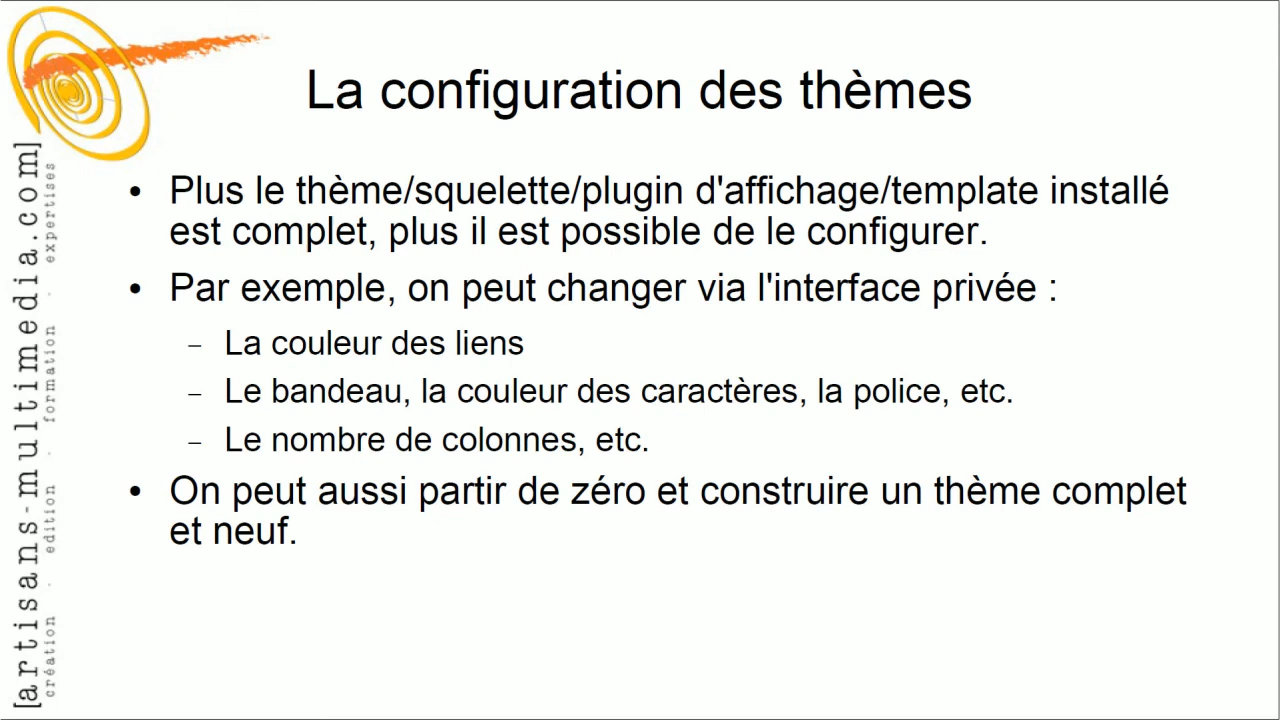 La configuration des thèmes
• Plus le thème/squelette/plugin d'affichage/template installé
est complet, plus il est possible de le configurer.
• Par exemple, on peut changer via l'interface privée :
– La couleur des liens
– Le bandeau, la couleur des caractères, la police, etc.
– Le nombre de colonnes, etc.
• On peut aussi partir de zéro et construire un thème complet
et neuf.
[artisans-multimedia.com]
création . edition . formation . expertises